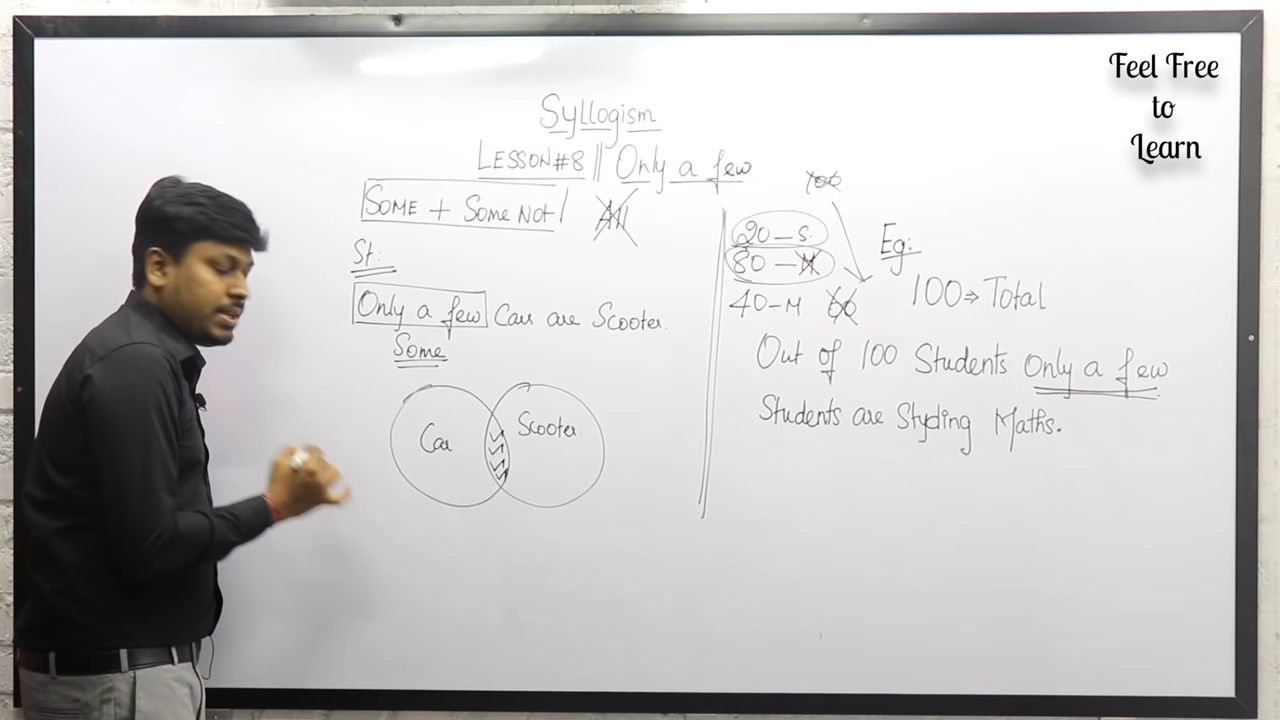 Feel Free
to
Learn
Syllogism
LESSON#8 || Only a few
SOME + Some Not All
St:
Only a few Car are Scooter.
Some
Car Scooter.
100
20 – S.
80 – M
40 – M 60
Eg:
100 ⇒ Total
Out of 100 Students Only a few
Students are Styding Maths.